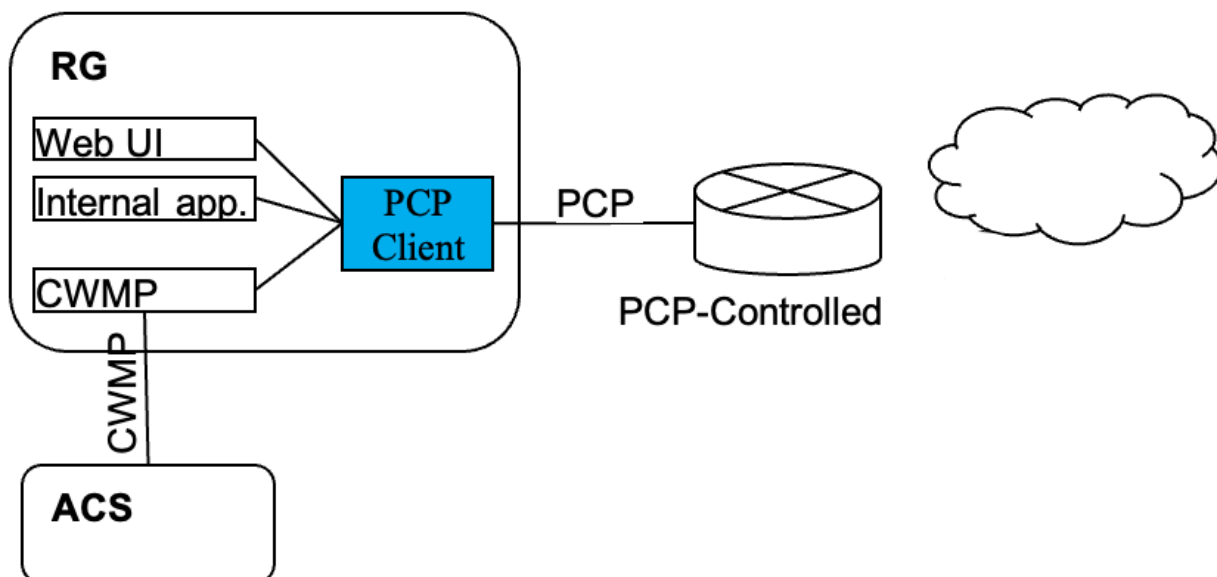 RG
Web UI
Internal app.
CWMP
PCP
Client
PCP
PCP-Controlled
CWMP
ACS